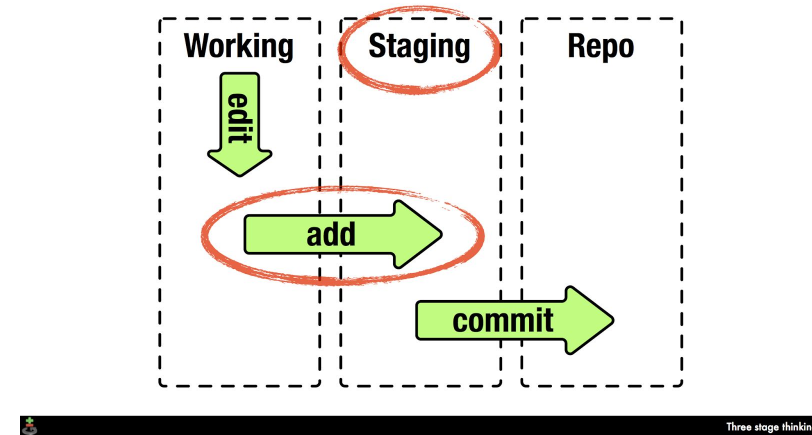 Working
Staging
Repo
edit
add
commit
Three stage thinkin